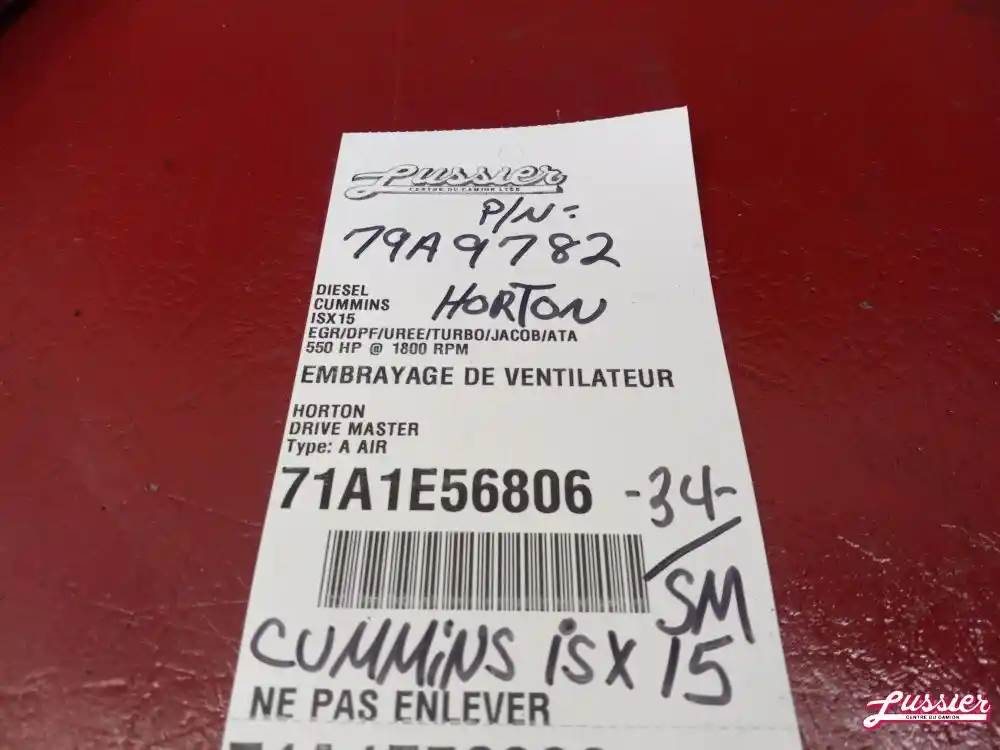 Lussier
CENTRE DU CAMION LTÉE
P/N:
79A9782
DIESEL
CUMMINS HORTON
ISX15
EGR/DPF/UREE/TURBO/JACOB/ATA
550 HP @ 1800 RPM
EMBRAYAGE DE VENTILATEUR
HORTON
DRIVE MASTER
Type: A AIR
71A1E56806 -34-
SM
CUMMiNS iSX 15
NE PAS ENLEVER
Lussier
CENTRE DU CAMION